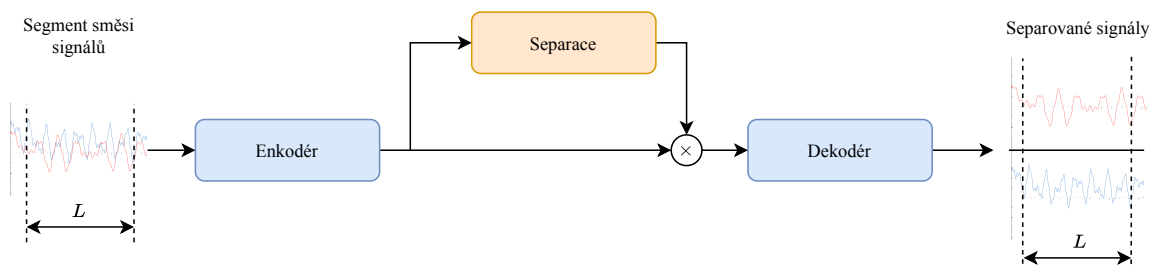 Segment směsi
signálů
L
Enkodér
Separace
×
Dekodér
Separované signály
L